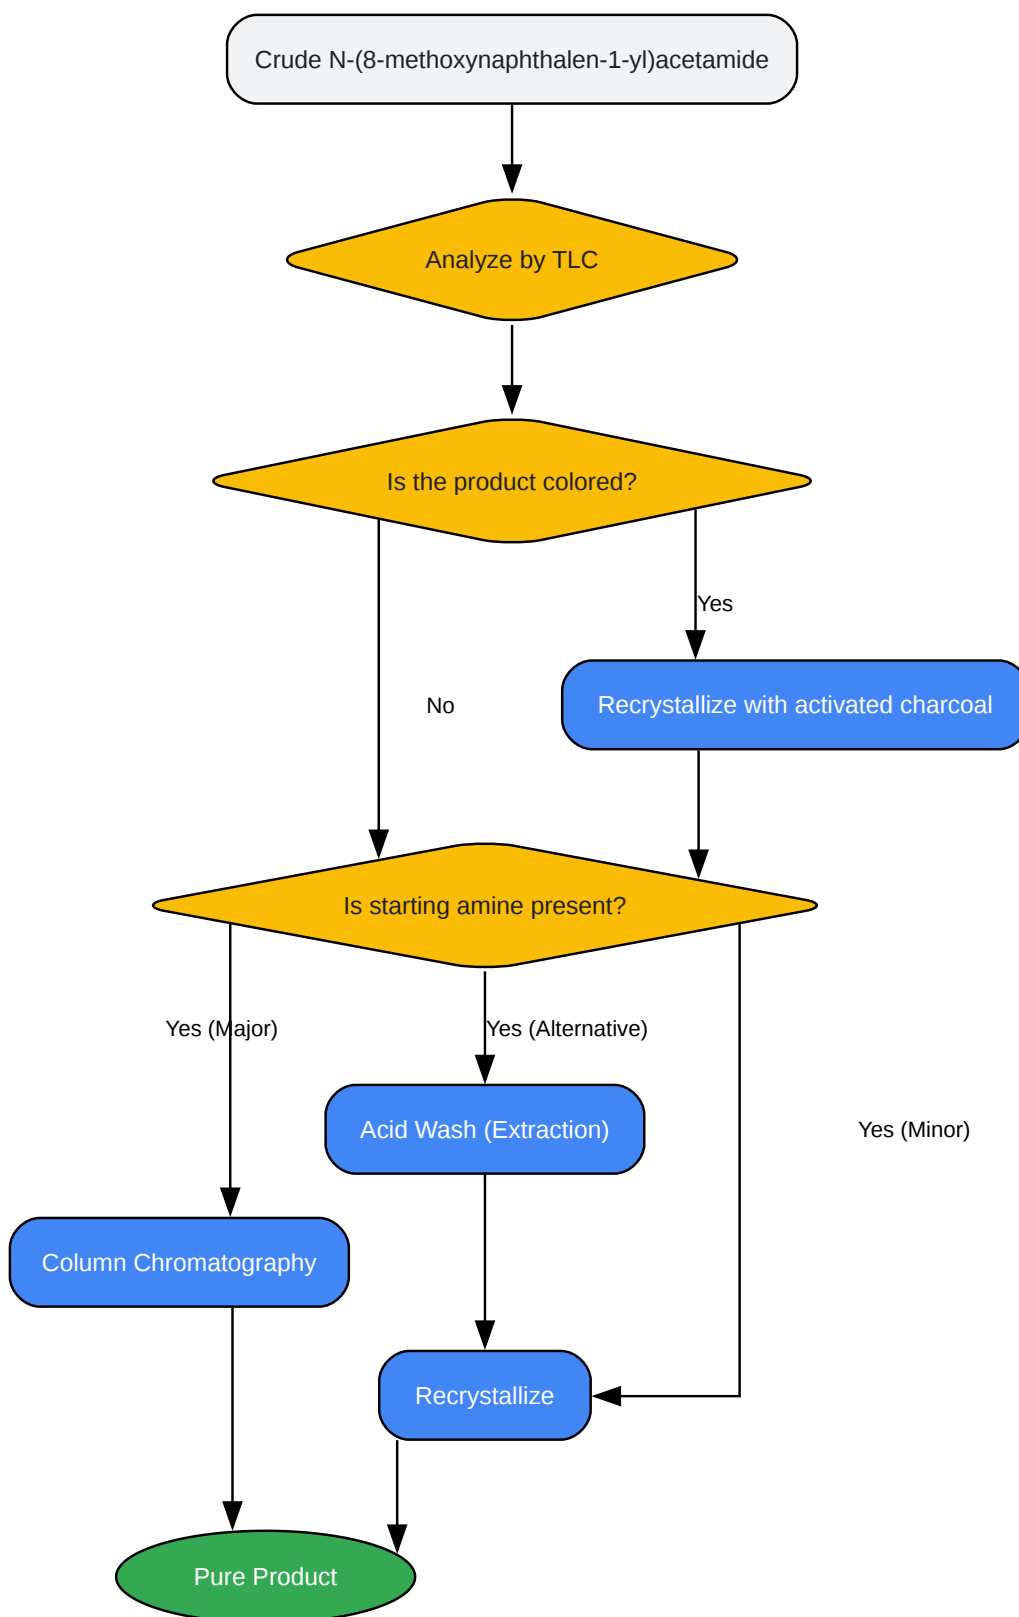 Crude N-(8-methoxynaphthalen-1-yl)acetamide
Analyze by TLC
Is the product colored?
Yes
No
Recrystallize with activated charcoal
Is starting amine present?
Yes (Major)
Yes (Alternative)
Acid Wash (Extraction)
Yes (Minor)
Column Chromatography
Recrystallize
Pure Product